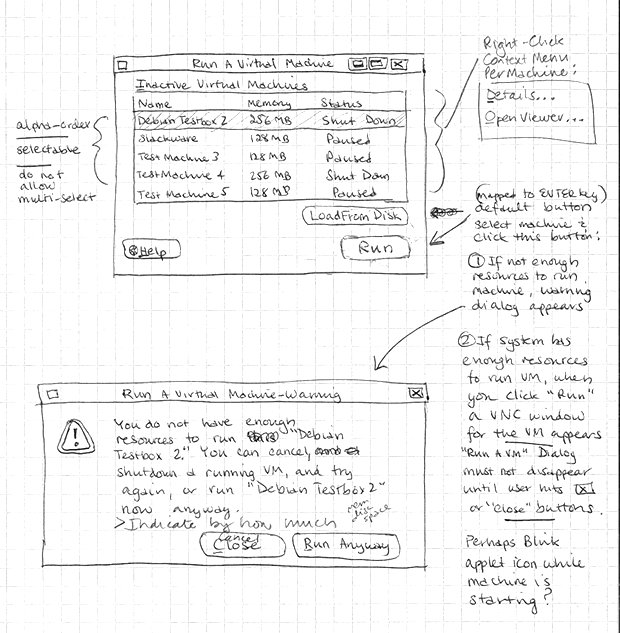 Run A Virtual Machine
Inactive Virtual Machines
Name Memory Status
Debian Testbox 2 256 MB Shut Down
Slackware 128 MB Paused
Test Machine 3 128 MB Paused
Test Machine 4 256 MB Shut Down
Test Machine 5 128 MB Paused
Load From Disk
Help
Run
alpha-order
selectable
do not
allow
multi-select
Right-Click
Context Menu
Per Machine:
Details...
Open Viewer...
(mapped to ENTER key)
default button
select machine &
click this button:
① If not enough
resources to run
machine, warning
dialog appears
② If system has
enough resources
to run VM, when
you click "Run"
a VNC window
for the VM appears
"Run A VM" Dialog
must not disappear
until user hits X
or "close" buttons.
Perhaps Blink
applet icon while
machine is
starting?
Run A Virtual Machine-Warning
You do not have enough
resources to run "Debian
Testbox 2." You can cancel,
shutdown a running VM, and try
again, or run "Debian Testbox 2"
now anyway.
> Indicate by how much
mem
disk
space
Cancel
Close
Run Anyway